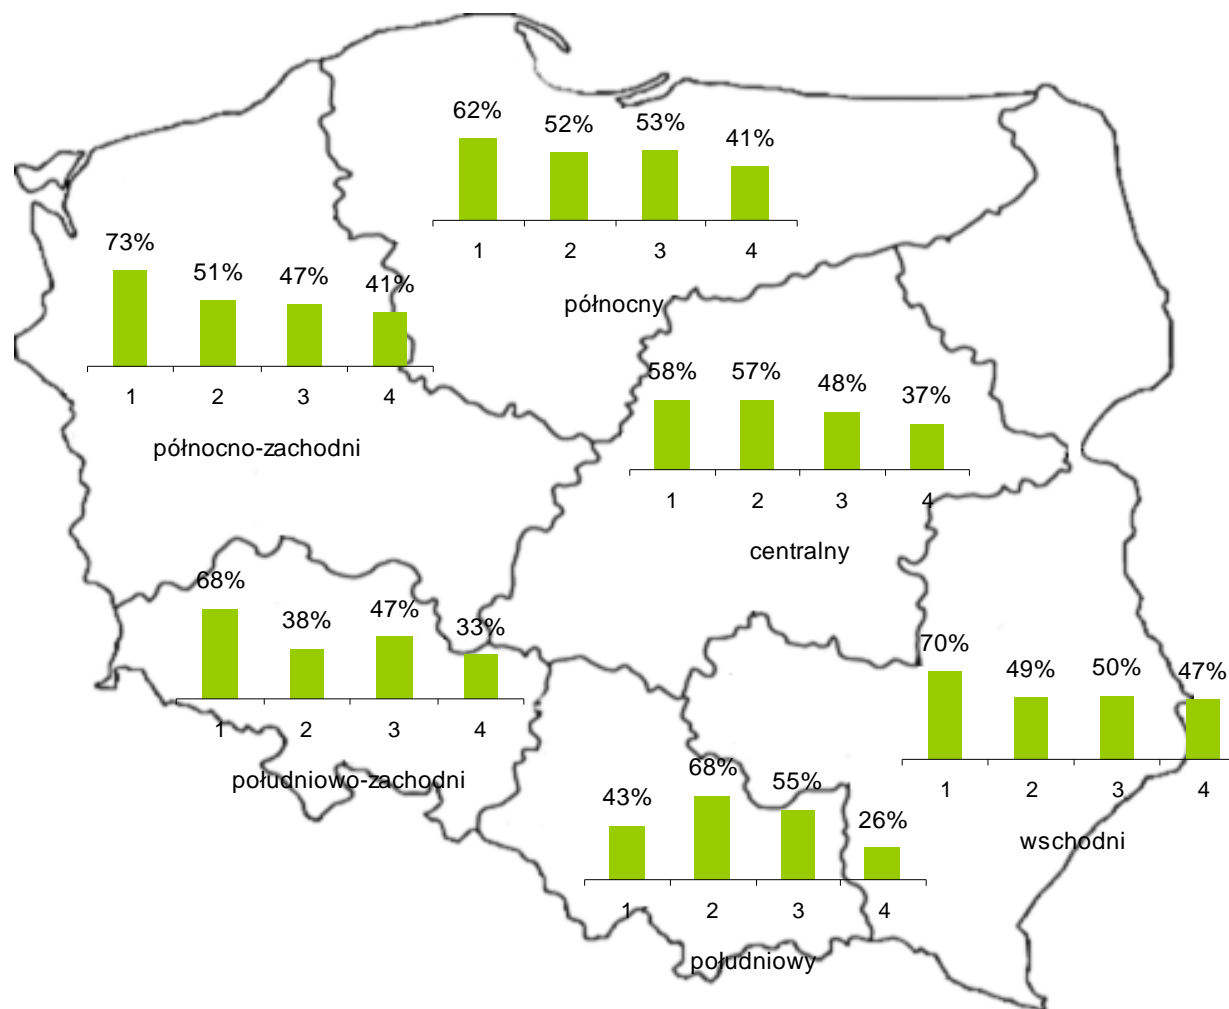 62% 52% 53% 41%
1 2 3 4
północny
73% 51% 47% 41%
1 2 3 4
północno-zachodni
58% 57% 48% 37%
1 2 3 4
centralny
68% 38% 47% 33%
1 2 3 4
południowo-zachodni
70% 49% 50% 47%
1 2 3 4
wschodni
43% 68% 55% 26%
1 2 3 4
południowy